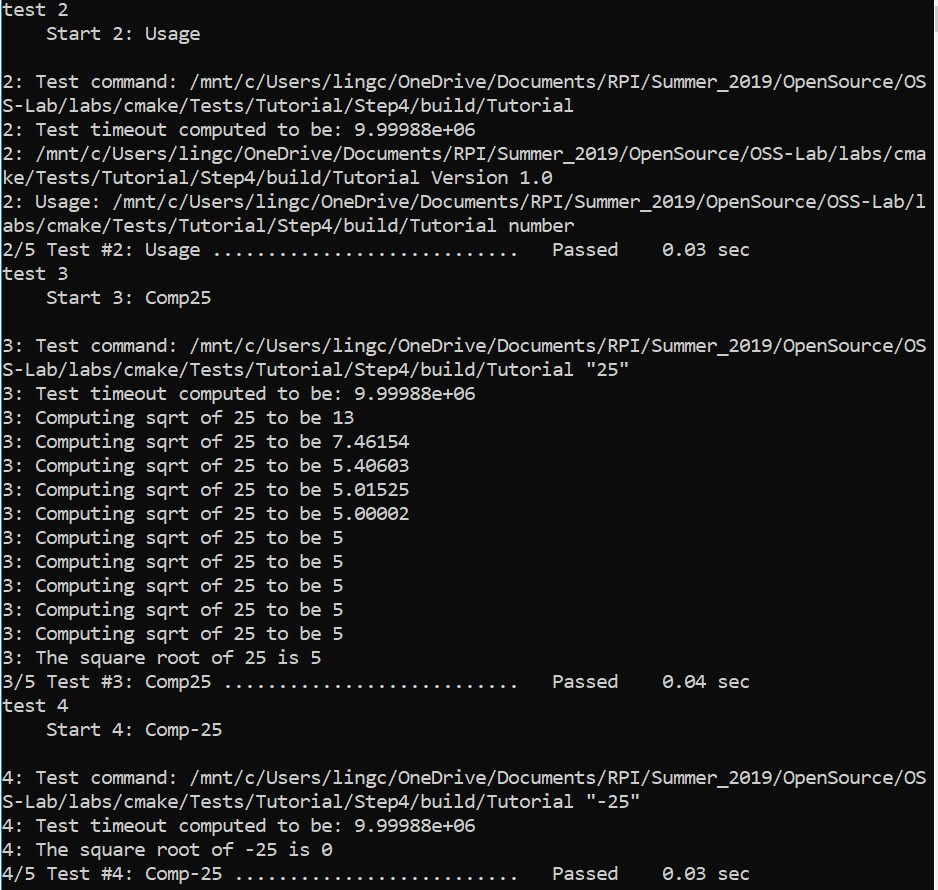 test 2
    Start 2: Usage

2: Test command: /mnt/c/Users/lingc/OneDrive/Documents/RPI/Summer_2019/OpenSource/OS
S-Lab/labs/cmake/Tests/Tutorial/Step4/build/Tutorial
2: Test timeout computed to be: 9.99988e+06
2: /mnt/c/Users/lingc/OneDrive/Documents/RPI/Summer_2019/OpenSource/OSS-Lab/labs/cma
ke/Tests/Tutorial/Step4/build/Tutorial Version 1.0
2: Usage: /mnt/c/Users/lingc/OneDrive/Documents/RPI/Summer_2019/OpenSource/OSS-Lab/l
abs/cmake/Tests/Tutorial/Step4/build/Tutorial number
2/5 Test #2: Usage ............................   Passed    0.03 sec
test 3
    Start 3: Comp25

3: Test command: /mnt/c/Users/lingc/OneDrive/Documents/RPI/Summer_2019/OpenSource/OS
S-Lab/labs/cmake/Tests/Tutorial/Step4/build/Tutorial "25"
3: Test timeout computed to be: 9.99988e+06
3: Computing sqrt of 25 to be 13
3: Computing sqrt of 25 to be 7.46154
3: Computing sqrt of 25 to be 5.40603
3: Computing sqrt of 25 to be 5.01525
3: Computing sqrt of 25 to be 5.00002
3: Computing sqrt of 25 to be 5
3: Computing sqrt of 25 to be 5
3: Computing sqrt of 25 to be 5
3: Computing sqrt of 25 to be 5
3: Computing sqrt of 25 to be 5
3: The square root of 25 is 5
3/5 Test #3: Comp25 ...........................   Passed    0.04 sec
test 4
    Start 4: Comp-25

4: Test command: /mnt/c/Users/lingc/OneDrive/Documents/RPI/Summer_2019/OpenSource/OS
S-Lab/labs/cmake/Tests/Tutorial/Step4/build/Tutorial "-25"
4: Test timeout computed to be: 9.99988e+06
4: The square root of -25 is 0
4/5 Test #4: Comp-25 ..........................   Passed    0.03 sec